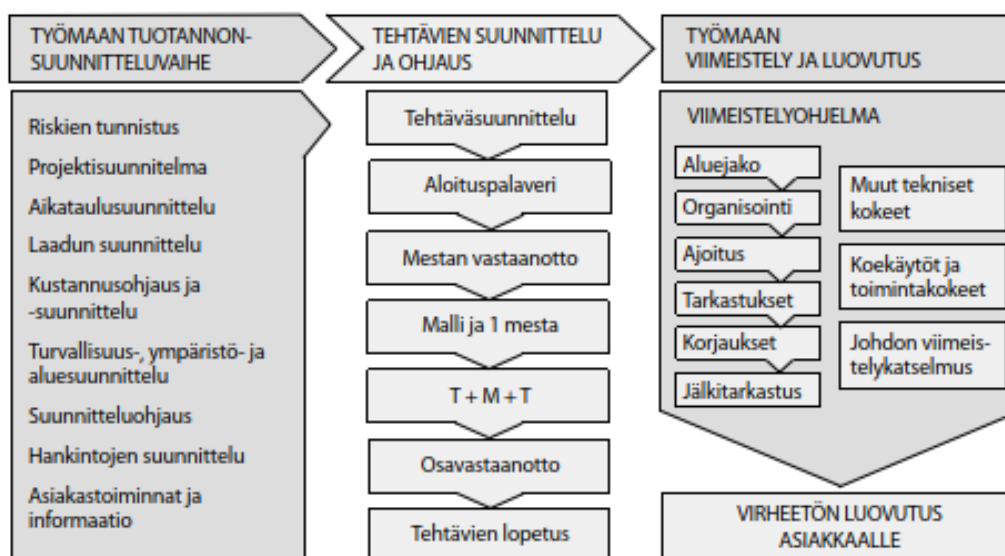 TYÖMAAN TUOTANNON-
SUUNNITTELUVAIHE
Riskien tunnistus
Projektisuunnitelma
Aikataulusuunnittelu
Laadun suunnittelu
Kustannusohjaus ja
-suunnittelu
Turvallisuus-, ympäristö- ja
aluesuunnittelu
Suunnitteluohjaus
Hankintojen suunnittelu
Asiakastoiminnat ja
informaatio
TEHTÄVIEN SUUNNITTELU
JA OHJAUS
Tehtäväsuunnittelu
Aloituspalaveri
Mestan vastaanotto
Malli ja 1 mesta
T + M + T
Osavastaanotto
Tehtävien lopetus
TYÖMAAN
VIIMEISTELY JA LUOVUTUS
VIIMEISTELYOHJELMA
Aluejako
Organisointi
Ajoitus
Tarkastukset
Korjaukset
Jälkitarkastus
Muut tekniset
kokeet
Koekäytöt ja
toimintakokeet
Johdon viimeis-
telykatselmus
VIRHEETÖN LUOVUTUS
ASIAKKAALLE